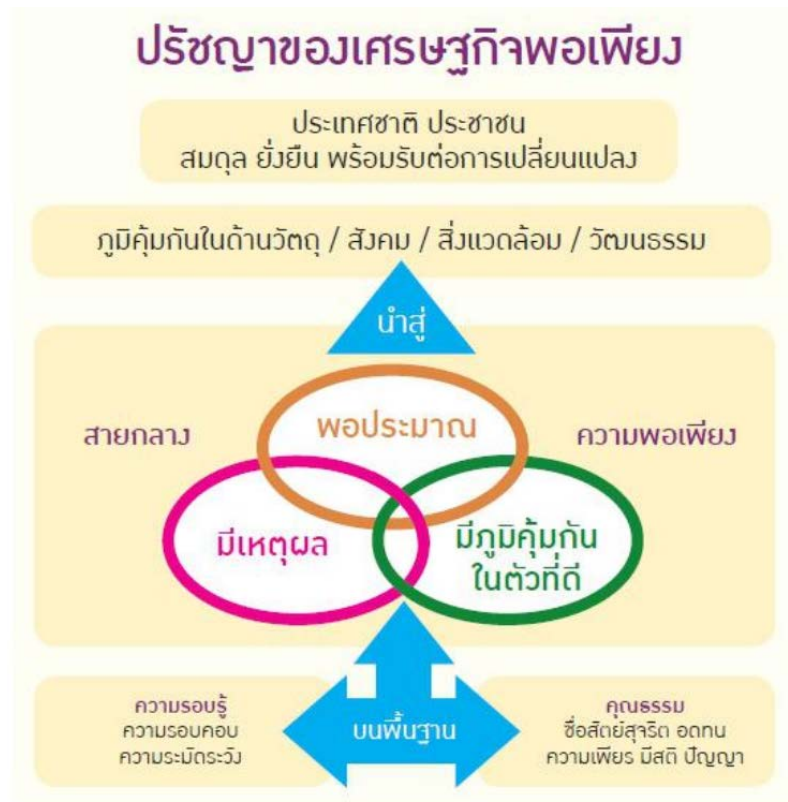 ปรัชญาของเศรษฐกิจพอเพียง
ประเทศชาติ ประชาชน
สมดุล ยั่งยืน พร้อมรับต่อการเปลี่ยนแปลง
ภูมิคุ้มกันในด้านวัตถุ / สังคม / สิ่งแวดล้อม / วัฒนธรรม
นำสู่
สายกลาง
พอประมาณ
ความพอเพียง
มีเหตุผล
มีภูมิคุ้มกัน
ในตัวที่ดี
ความรอบรู้
ความรอบคอบ
ความระมัดระวัง
บนพื้นฐาน
คุณธรรม
ซื่อสัตย์สุจริต อดทน
ความเพียร มีสติ ปัญญา